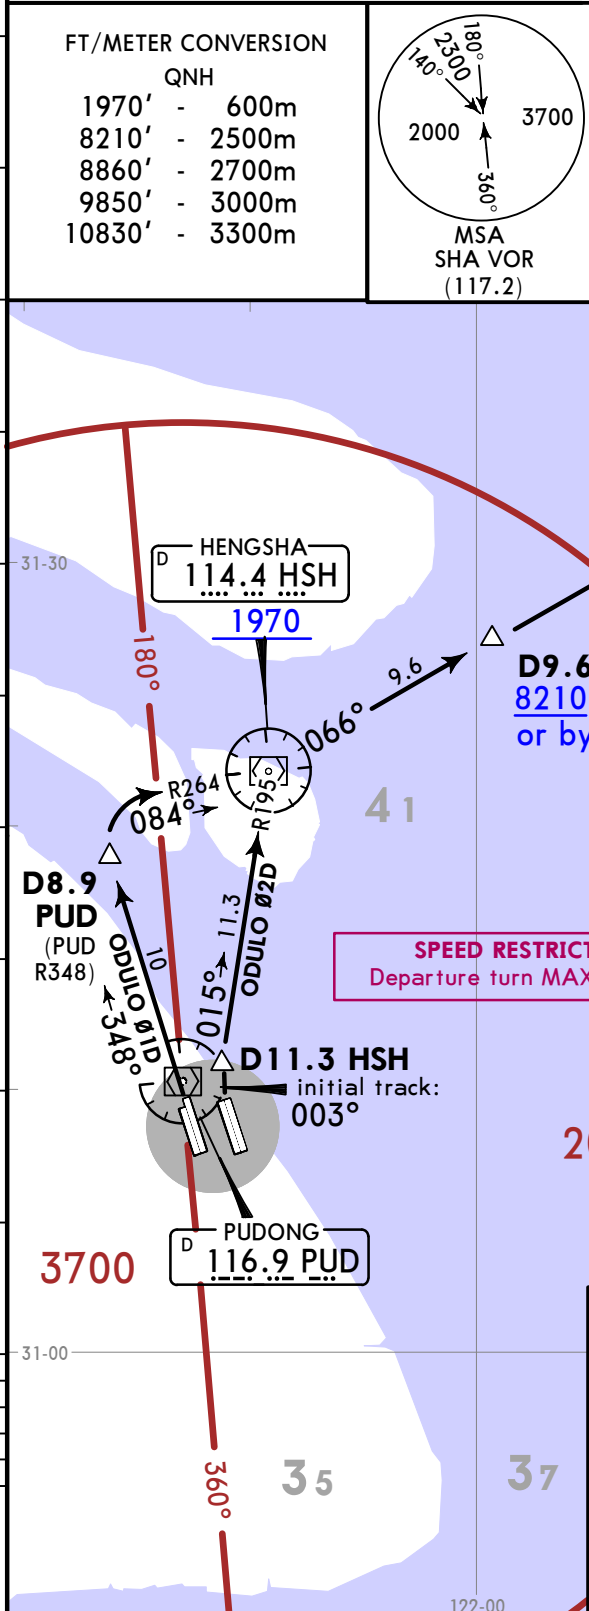 FT/METER CONVERSION
QNH
1970' - 600m
8210' - 2500m
8860' - 2700m
9850' - 3000m
10830' - 3300m
180°
2300
140°
2000
3700
360°
MSA
SHA VOR
(117.2)
31-30
HENGSHA
D
114.4 HSH
1970
180°
9.6
066°
D9.6
8210
or by
R264
084°
R195
41
D8.9
PUD
(PUD
R348)
10
ODULO Ø1D
348°
11.3
015°
ODULO Ø2D
SPEED RESTRICT
Departure turn MAX
D11.3 HSH
initial track:
003°
20
PUDONG
D
116.9 PUD
3700
31-00
35
37
360°
122-00